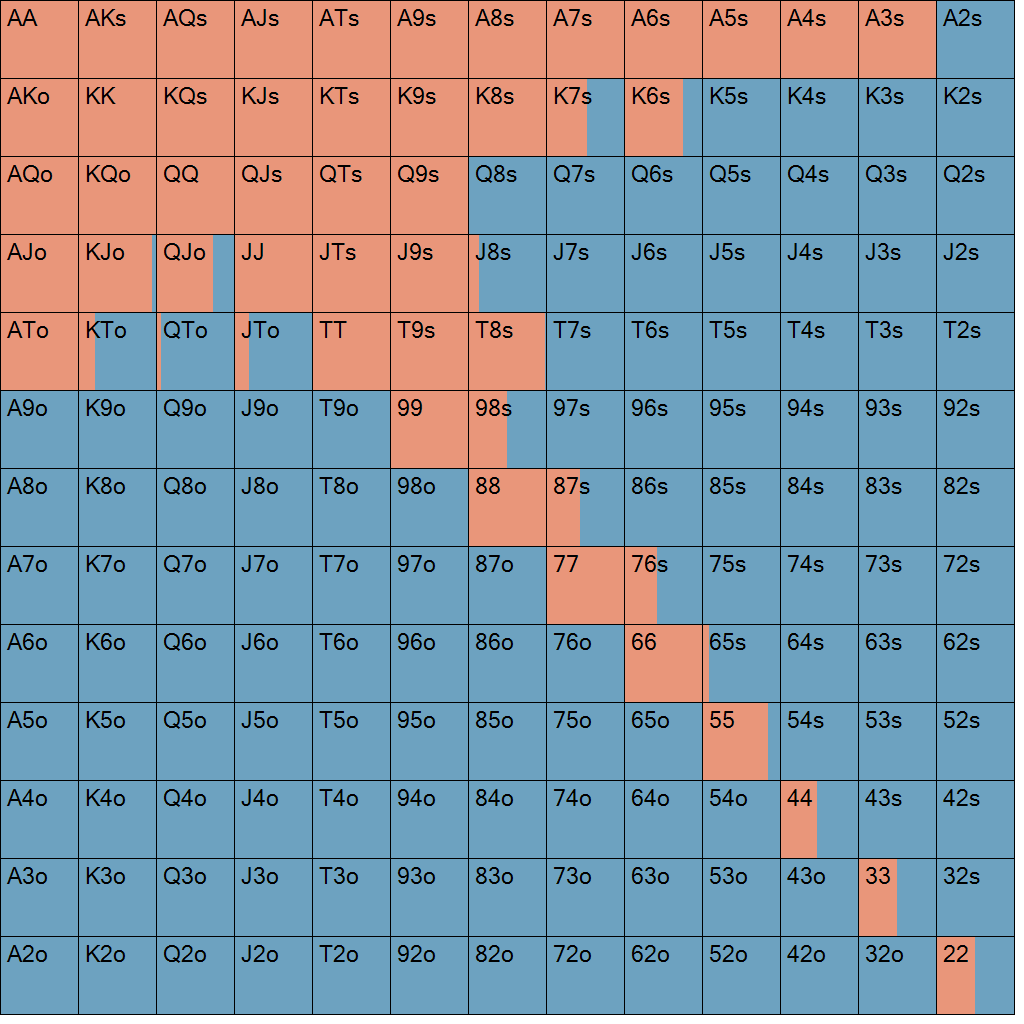 AA AKs AQs AJs ATs A9s A8s A7s A6s A5s A4s A3s A2s
AKo KK KQs KJs KTs K9s K8s K7s K6s K5s K4s K3s K2s
AQo KQo QQ QJs QTs Q9s Q8s Q7s Q6s Q5s Q4s Q3s Q2s
AJo KJo QJo JJ JTs J9s J8s J7s J6s J5s J4s J3s J2s
ATo KTo QTo JTo TT T9s T8s T7s T6s T5s T4s T3s T2s
A9o K9o Q9o J9o T9o 99 98s 97s 96s 95s 94s 93s 92s
A8o K8o Q8o J8o T8o 98o 88 87s 86s 85s 84s 83s 82s
A7o K7o Q7o J7o T7o 97o 87o 77 76s 75s 74s 73s 72s
A6o K6o Q6o J6o T6o 96o 86o 76o 66 65s 64s 63s 62s
A5o K5o Q5o J5o T5o 95o 85o 75o 65o 55 54s 53s 52s
A4o K4o Q4o J4o T4o 94o 84o 74o 64o 54o 44 43s 42s
A3o K3o Q3o J3o T3o 93o 83o 73o 63o 53o 43o 33 32s
A2o K2o Q2o J2o T2o 92o 82o 72o 62o 52o 42o 32o 22